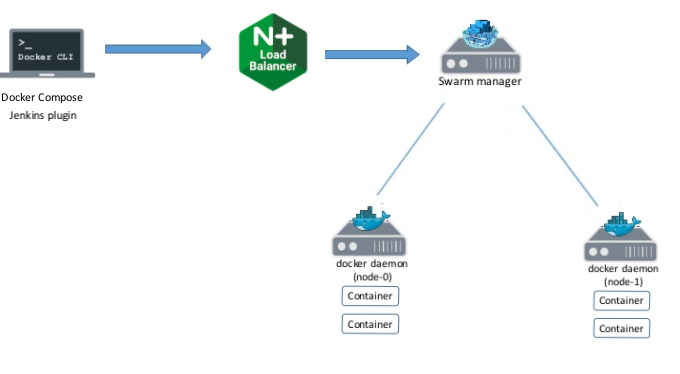 >_
Docker CLI
Docker Compose
Jenkins plugin
N+
Load
Balancer
Swarm manager
docker daemon
(node-0)
Container
Container
docker daemon
(node-1)
Container
Container